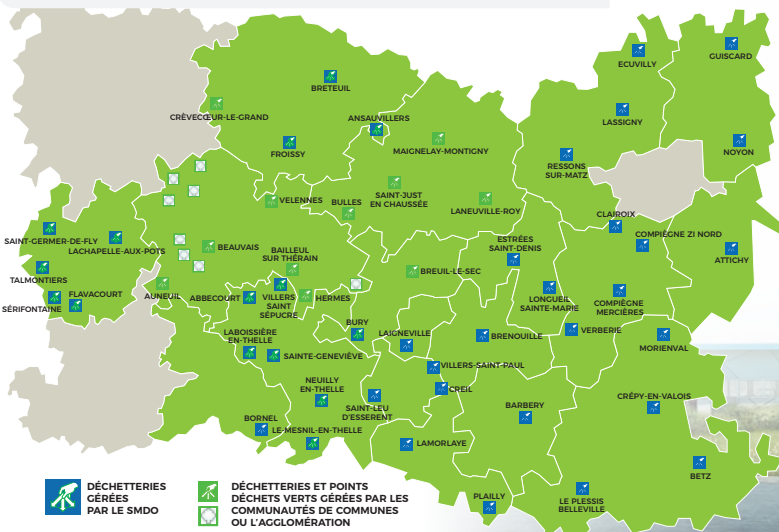 ECUVILLY
GUISCARD
BRETEUIL
CRÈVECŒUR-LE-GRAND
ANSAUVILLERS
LASSIGNY
FROISSY
MAIGNELAY-MONTIGNY
NOYON
RESSONS
SUR-MATZ
SAINT-JUST
EN CHAUSSÉE
VELENNES
BULLES
LANEUVILLE-ROY
CLAIROIX
COMPIÈGNE ZI NORD
SAINT-GERMER-DE-FLY
LACHAPELLE-AUX-POTS
BEAUVAIS
BAILLEUL
SUR THÉRAIN
ESTRÉES
SAINT-DENIS
ATTICHY
TALMONTIERS
BREUIL-LE-SEC
FLAVACOURT
SÉRIFONTAINE
AUNEUIL
ABBECOURT
VILLERS
SAINT
SÉPUCRE
HERMES
LONGUEIL
SAINTE-MARIE
COMPIÈGNE
MERCIÈRES
BURY
LAIGNEVILLE
BRENOUILLE
VERBERIE
LABOISSIÈRE
EN-THELLE
SAINTE-GENEVIÈVE
MORIENVAL
VILLERS-SAINT-PAUL
NEUILLY
EN-THELLE
CREIL
SAINT-LEU
D'ESSERENT
BARBERY
CRÉPY-EN-VALOIS
BORNEL
LE-MESNIL-EN-THELLE
LAMORLAYE
BETZ
PLAILLY
LE PLESSIS
BELLEVILLE
DÉCHETTERIES
GÉRÉES
PAR LE SMDO
DÉCHETTERIES ET POINTS
DÉCHETS VERTS GÉRÉES PAR LES
COMMUNAUTÉS DE COMMUNES
OU L'AGGLOMÉRATION